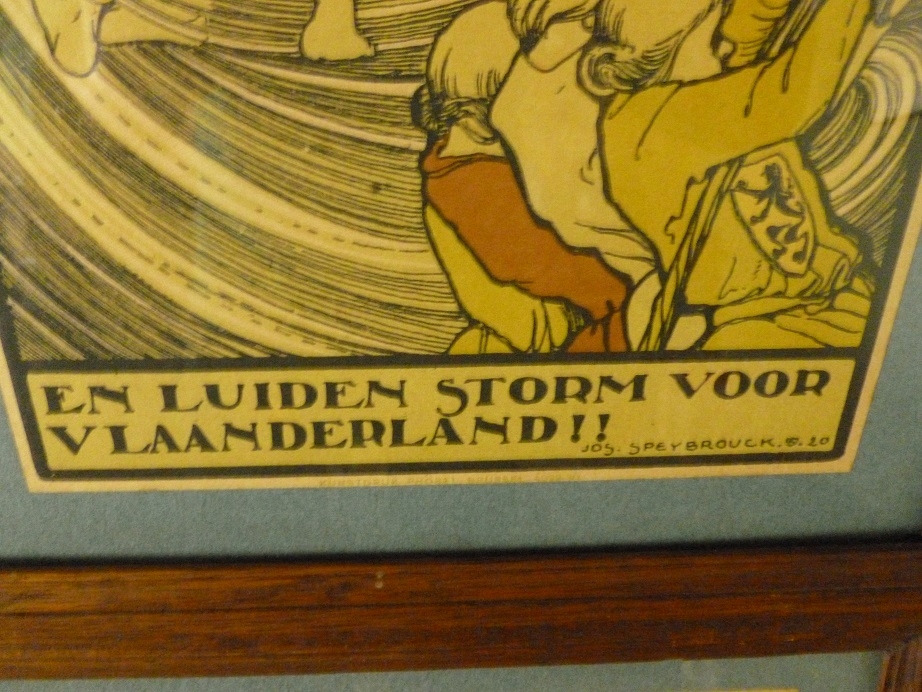 EN LUIDEN STORM VOOR
VLAANDERLAND!!
JOS. SPEYBROUCK. 5. 20